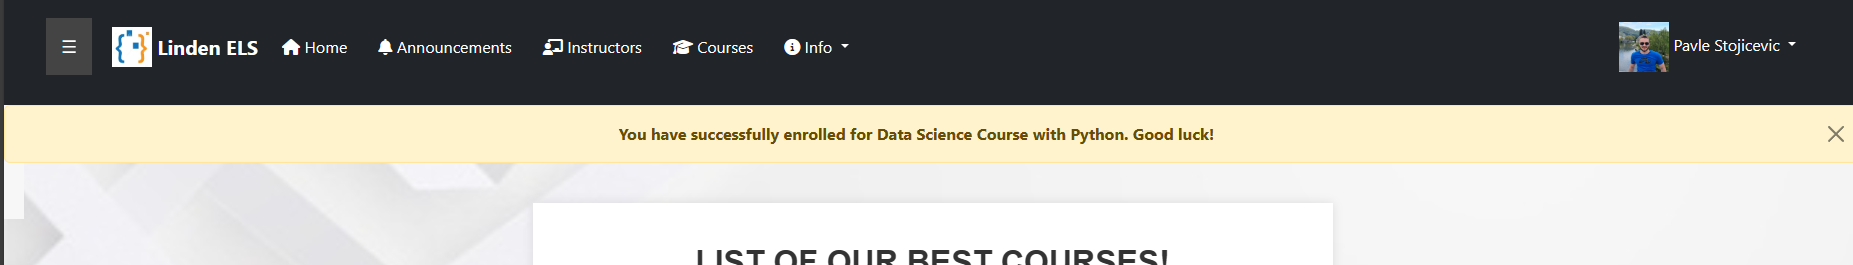 ☰ Linden ELS Home Announcements Instructors Courses Info Pavle Stojicevic
You have successfully enrolled for Data Science Course with Python. Good luck!
LIST OF OUR BEST COURSES!